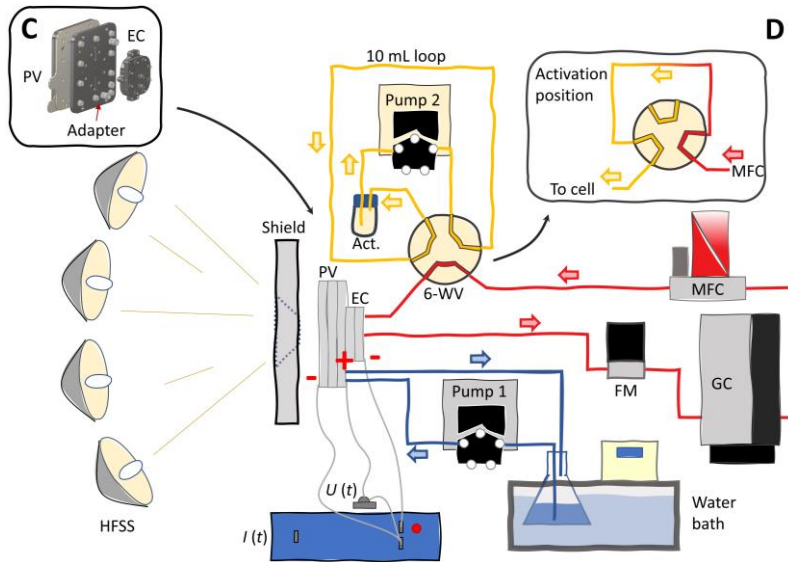 C
EC
PV
Adapter
10 mL loop
Pump 2
Act.
6-WV
D
Activation
position
MFC
To cell
Shield
PV
EC
+
-
-
MFC
FM
GC
Pump 1
U (t)
I (t)
HFSS
Water
bath